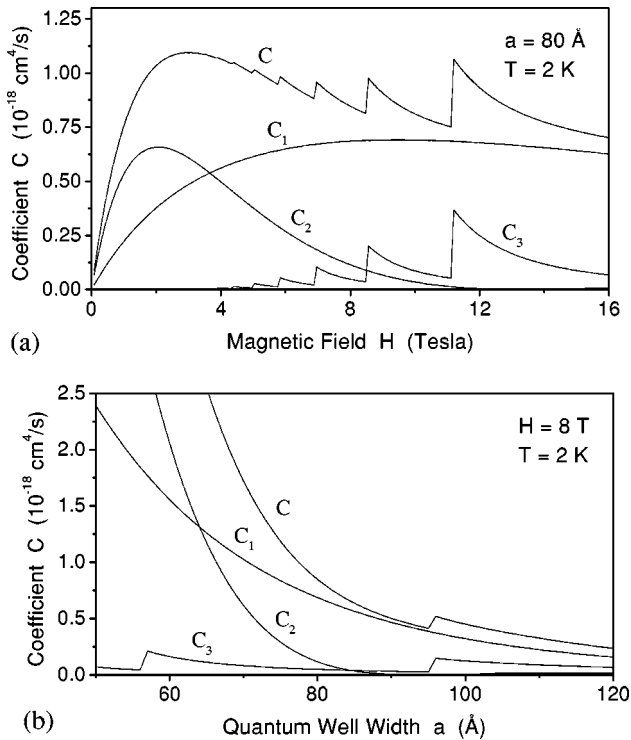 Coefficient C (10⁻¹⁸ cm⁴/s)
1.25
1.00
0.75
0.50
0.25
0.00
C
a = 80 Å
T = 2 K
C₁
C₂
C₃
0 4 8 12 16
(a)
Magnetic Field H (Tesla)
Coefficient C (10⁻¹⁸ cm⁴/s)
2.5
2.0
1.5
1.0
0.5
0.0
H = 8 T
T = 2 K
C
C₁
C₂
C₃
60 80 100 120
(b)
Quantum Well Width a (Å)